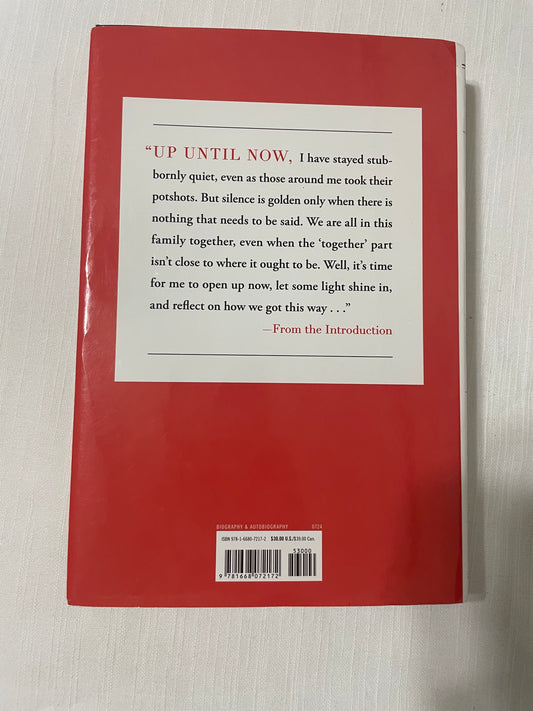 “UP UNTIL NOW, I have stayed stub-
bornly quiet, even as those around me took their
potshots. But silence is golden only when there is
nothing that needs to be said. We are all in this
family together, even when the ‘together’ part
isn’t close to where it ought to be. Well, it’s time
for me to open up now, let some light shine in,
and reflect on how we got this way . . .”
—From the Introduction
BIOGRAPHY & AUTOBIOGRAPHY 0724
ISBN 978-1-6680-7217-2 $30.00 U.S./$39.00 Can.
53000
9 781668 072172